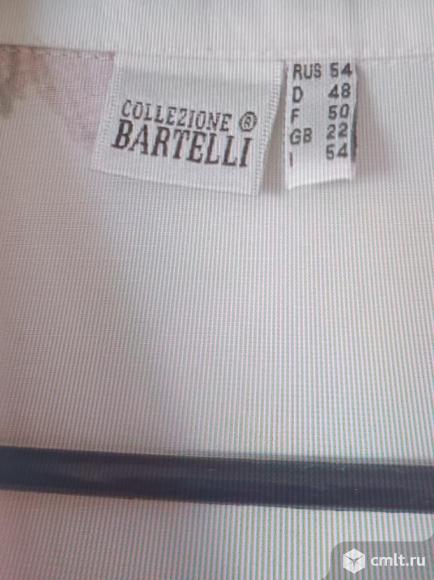 COLLEZIONE ®
BARTELLI
RUS 54
D 48
F 50
GB 22
I 54
cmlt.ru